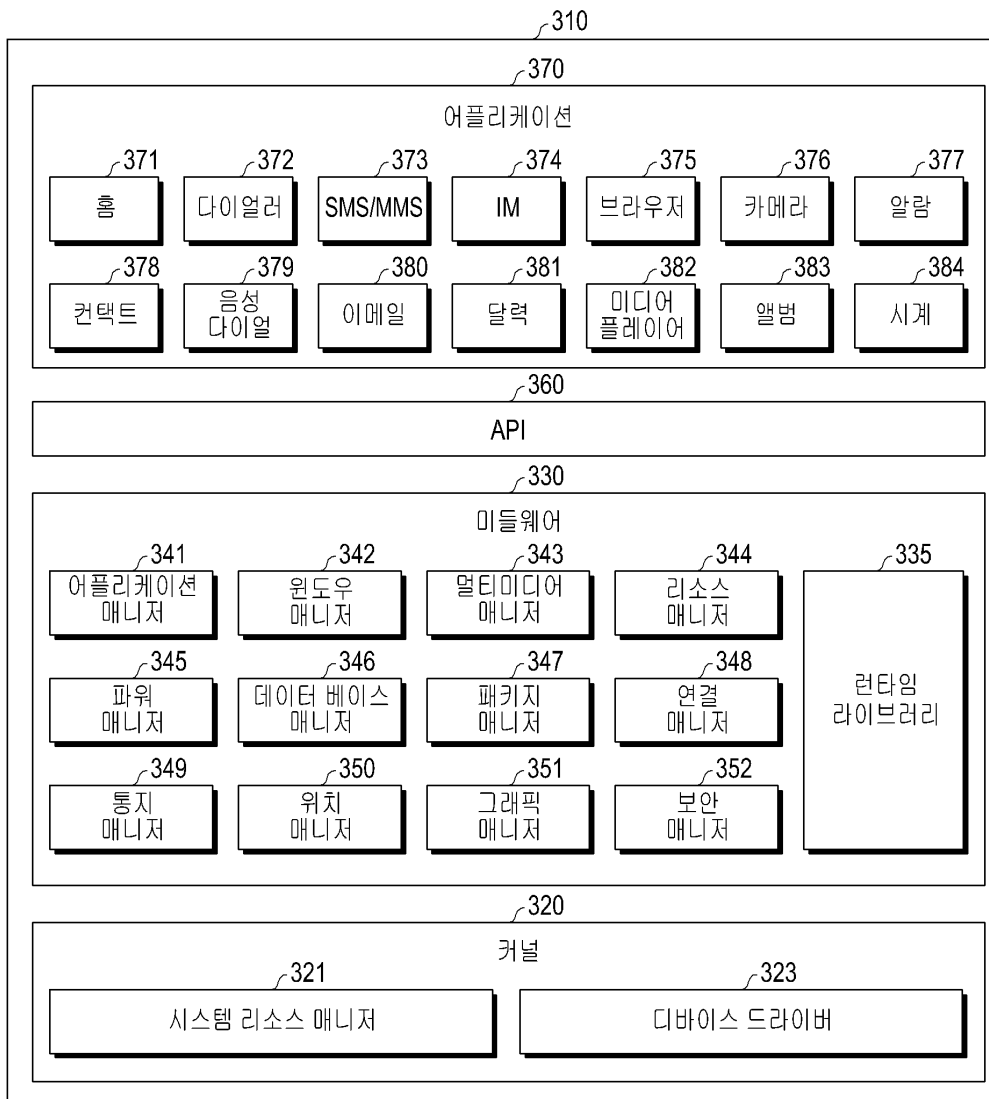 310
370
어플리케이션
371 372 373 374 375 376 377
홈 다이얼러 SMS/MMS IM 브라우저 카메라 알람
378 379 380 381 382 383 384
컨택트 음성 다이얼 이메일 달력 미디어 플레이어 앨범 시계
360
API
330
미들웨어
341 342 343 344 335
어플리케이션 윈도우 멀티미디어 리소스
매니저 매니저 매니저 매니저
345 346 347 348
파워 데이터 베이스 패키지 연결
매니저 매니저 매니저 매니저
런타임
라이브러리
349 350 351 352
통지 위치 그래픽 보안
매니저 매니저 매니저 매니저
320
커널
321 323
시스템 리소스 매니저 디바이스 드라이버